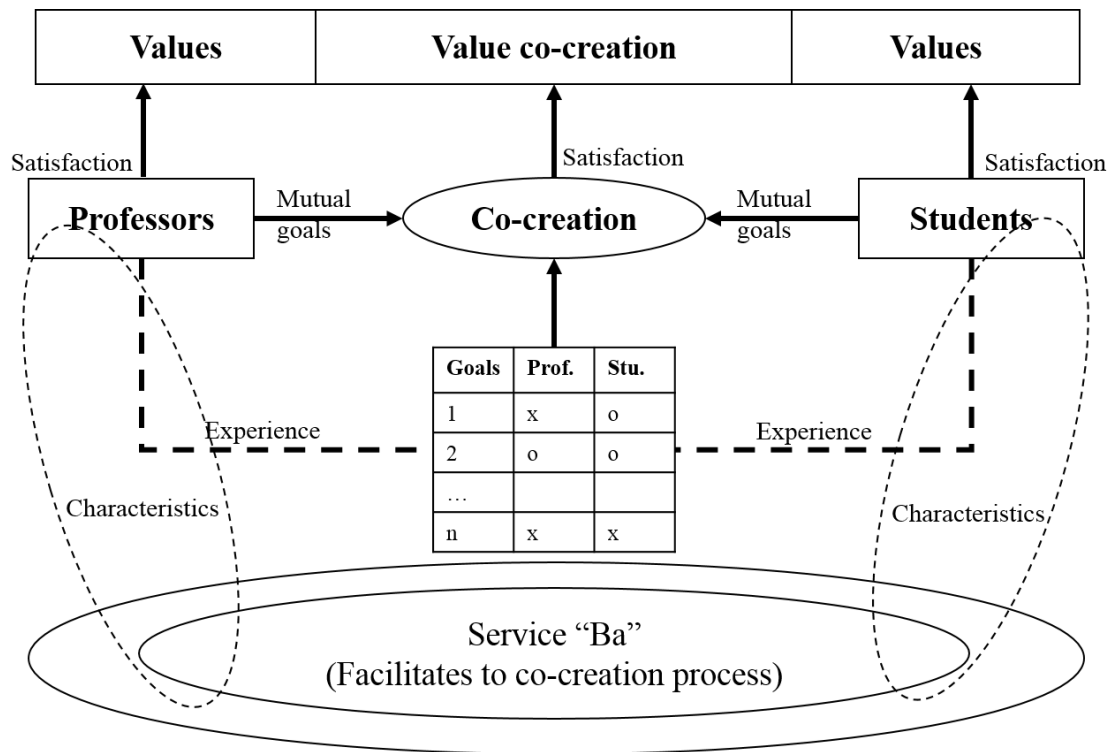 Values
Value co-creation
Values
Satisfaction
Satisfaction
Satisfaction
Professors
Mutual
goals
Co-creation
Mutual
goals
Students
Goals Prof. Stu.
1 x o
2 o o
…
n x x
Experience
Experience
Characteristics
Characteristics
Service “Ba”
(Facilitates to co-creation process)